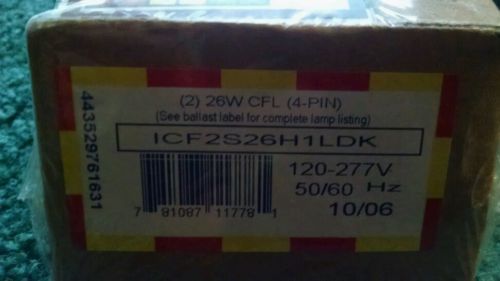 (2) 26W CFL (4-PIN)
(See ballast label for complete lamp listing)
ICF2S26H1LDK
120-277V
50/60 Hz
10/06
7 81087 11778 1
443529761631